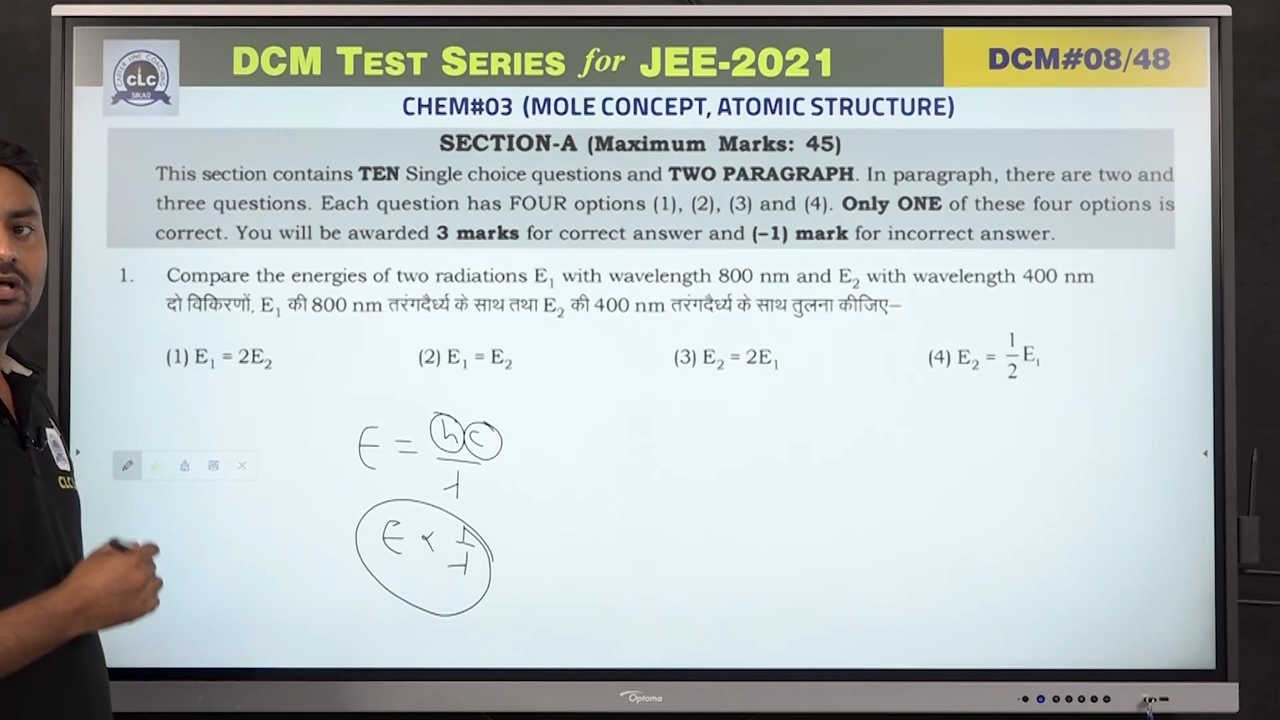 DCM TEST SERIES for JEE-2021
DCM#08/48
CAREER LINE COACHING
CLC
SIKAR
CHEM#03 (MOLE CONCEPT, ATOMIC STRUCTURE)
SECTION-A (Maximum Marks: 45)
This section contains TEN Single choice questions and TWO PARAGRAPH. In paragraph, there are two and
three questions. Each question has FOUR options (1), (2), (3) and (4). Only ONE of these four options is
correct. You will be awarded 3 marks for correct answer and (−1) mark for incorrect answer.
1. Compare the energies of two radiations E₁ with wavelength 800 nm and E₂ with wavelength 400 nm
दो विकिरणों, E₁ की 800 nm तरंगदैर्ध्य के साथ तथा E₂ की 400 nm तरंगदैर्ध्य के साथ तुलना कीजिए–
(1) E₁ = 2E₂ (2) E₁ = E₂ (3) E₂ = 2E₁ (4) E₂ = 1/2 E₁
E = hc/λ
E ∝ 1/λ
CLC
Optoma